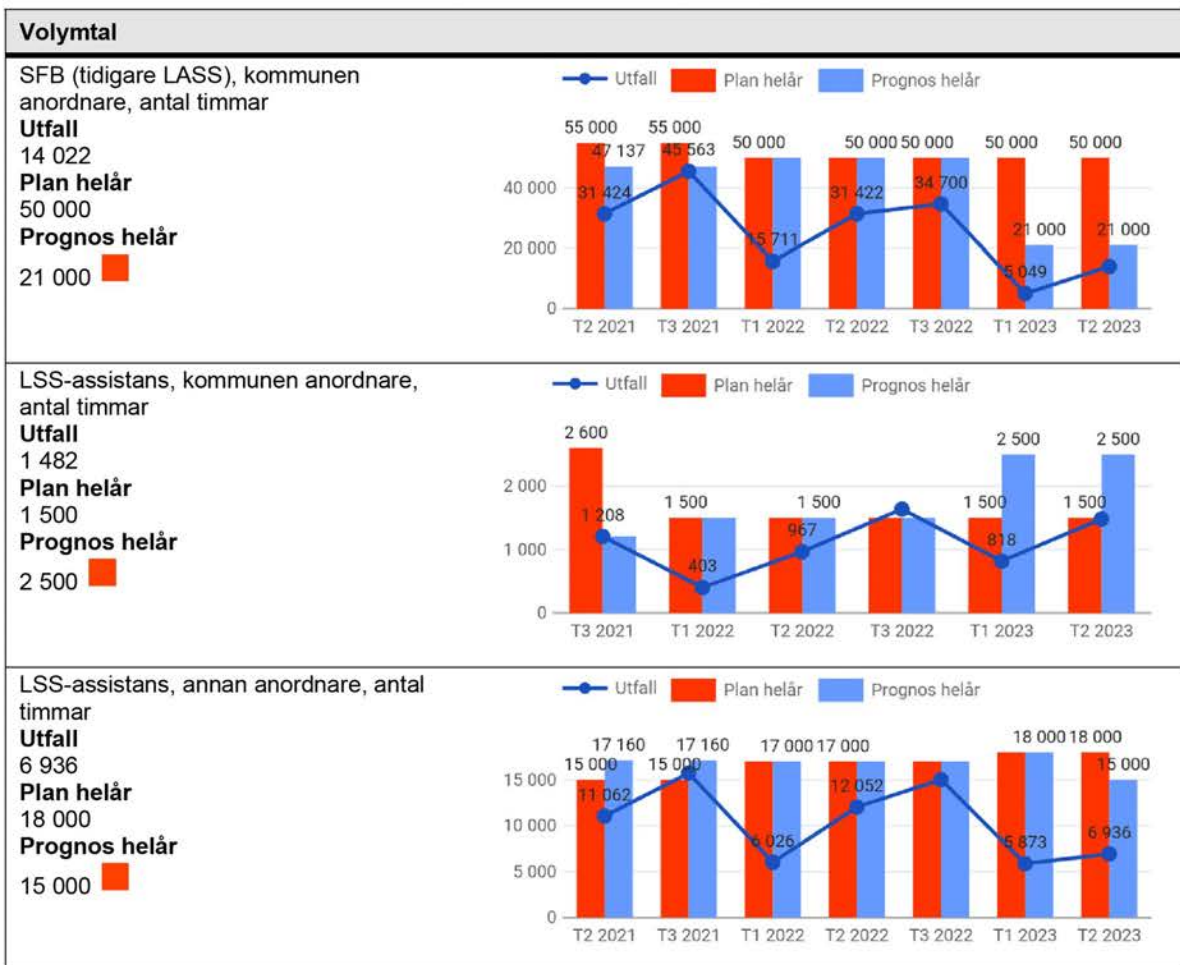 Volymtal
SFB (tidigare LASS), kommunen
anordnare, antal timmar
Utfall
14 022
Plan helår
50 000
Prognos helår
21 000
Utfall Plan helår Prognos helår
55 000 55 000 50 000 50 000 50 000 50 000 50 000
47 137 45 563
31 424 15 711 31 422 34 700 5 049 21 000 21 000
40 000
20 000
0
T2 2021 T3 2021 T1 2022 T2 2022 T3 2022 T1 2023 T2 2023
LSS-assistans, kommunen anordnare,
antal timmar
Utfall
1 482
Plan helår
1 500
Prognos helår
2 500
Utfall Plan helår Prognos helår
2 600 2 500 2 500
1 500 1 500 1 500 1 500
1 208 403 967 818
2 000
1 000
0
T3 2021 T1 2022 T2 2022 T3 2022 T1 2023 T2 2023
LSS-assistans, annan anordnare, antal
timmar
Utfall
6 936
Plan helår
18 000
Prognos helår
15 000
Utfall Plan helår Prognos helår
17 160 17 160 17 000 17 000 18 000 18 000
15 000 15 000 15 000
11 062 6 026 12 052 5 873 6 936
15 000
10 000
5 000
0
T2 2021 T3 2021 T1 2022 T2 2022 T3 2022 T1 2023 T2 2023